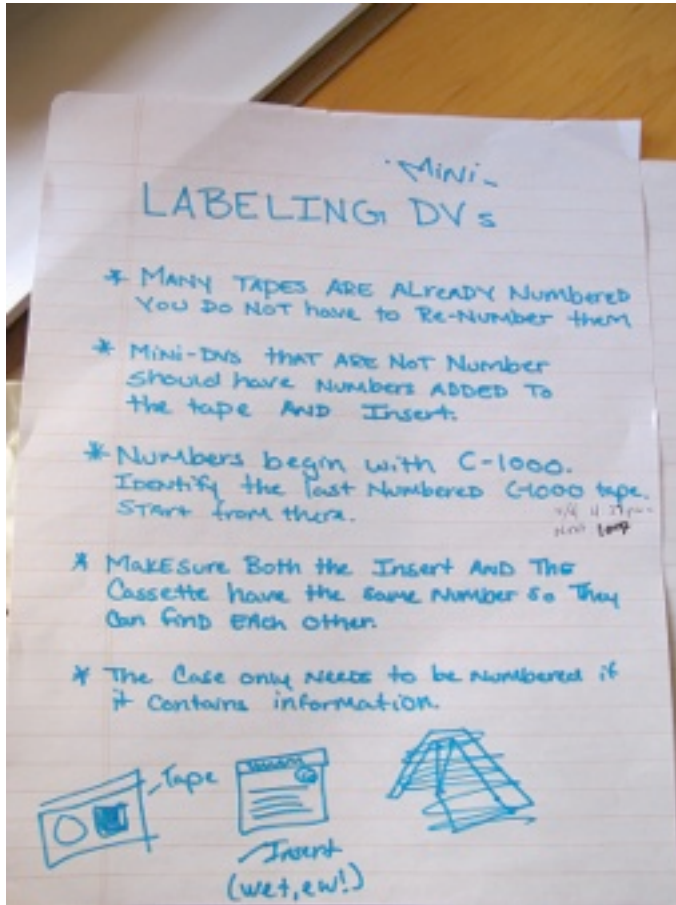 -Mini-
LABELING DVs
* MANY TAPES ARE ALREADY Numbered
You Do NOT have to Re-Number them
* Mini-DVs that ARE Not Number
Should have Numbers ADDED To
the tape AND Insert.
* Numbers begin with C-1000.
Identify the last Numbered C-1000 tape.
START from there.
* MAKE sure Both the Insert AND The
Cassette have the same Number So They
Can find EAch other.
* The Case only Needs to be numbered if
it Contains information.
Tape
Insert
(wet, ew!)